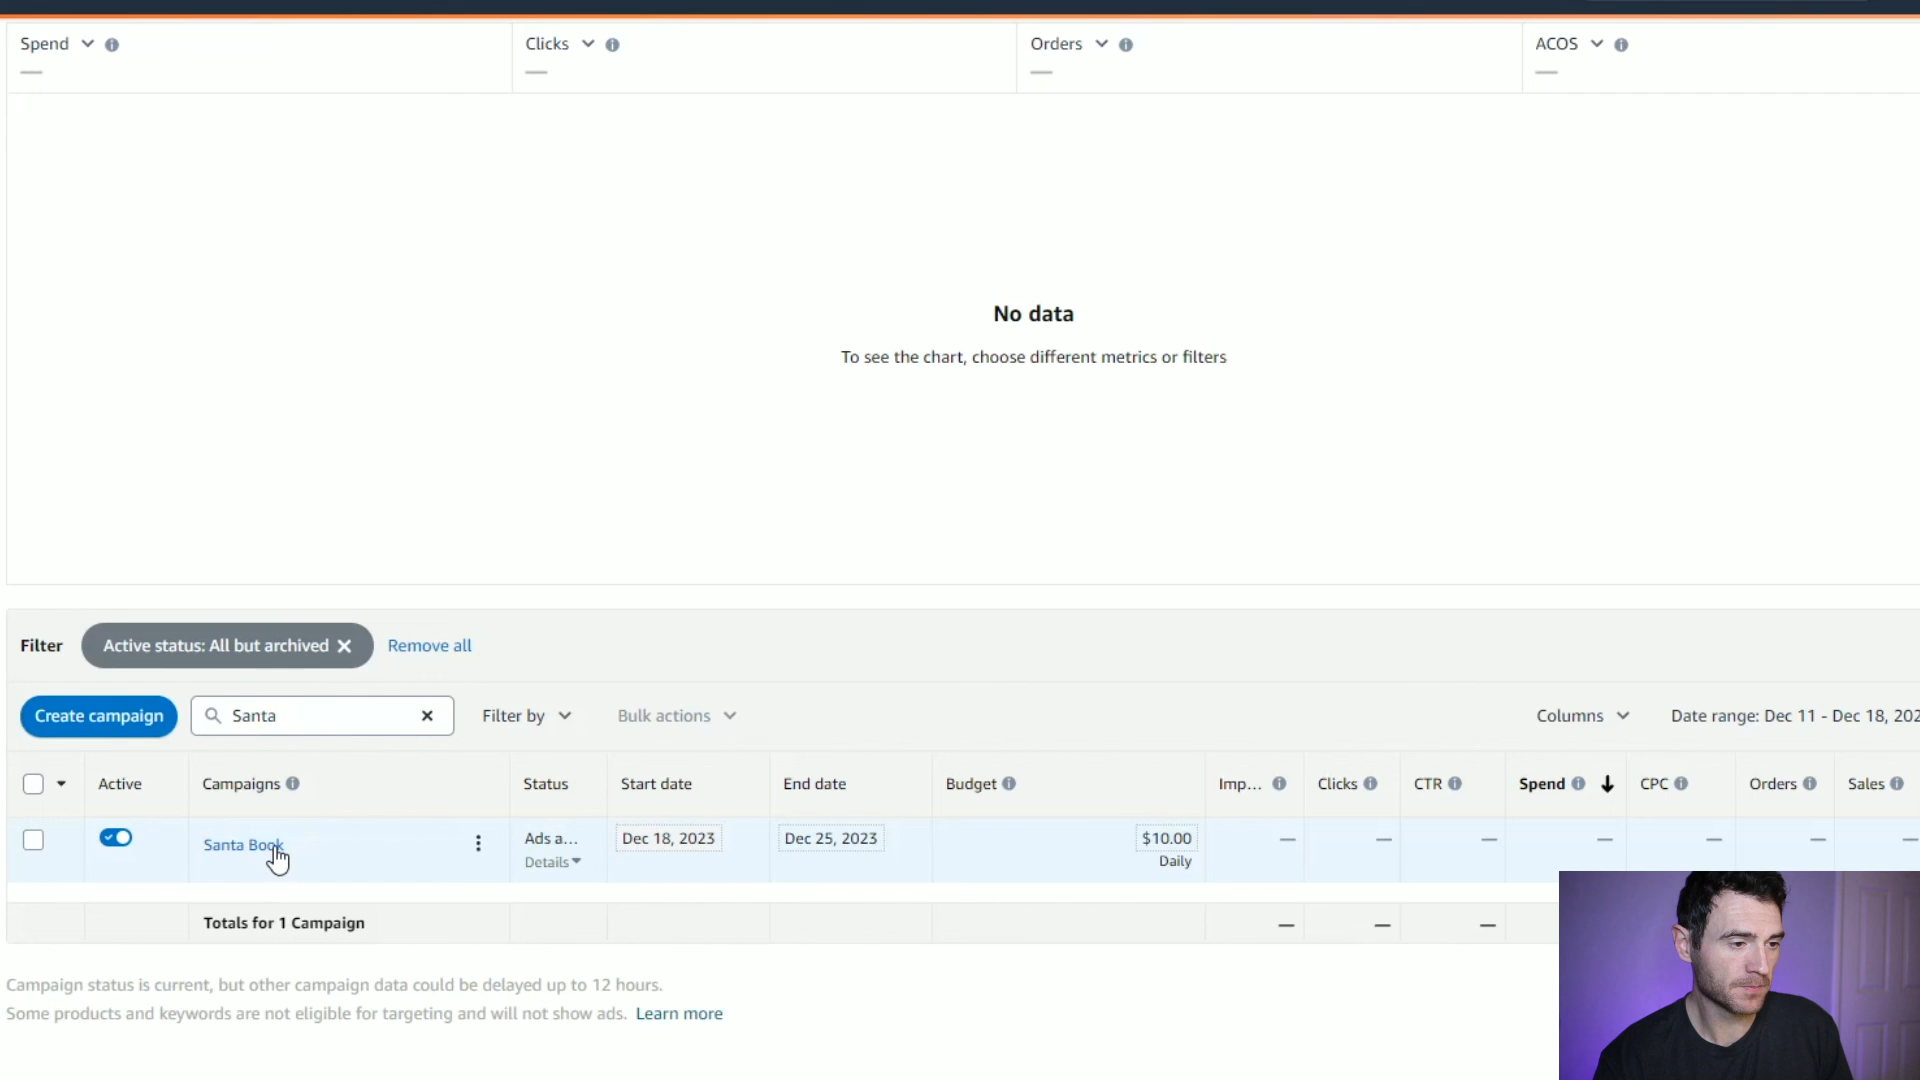 Spend Clicks Orders ACOS
— — — —
No data
To see the chart, choose different metrics or filters
Filter Active status: All but archived Remove all
Create campaign Santa Filter by Bulk actions Columns Date range: Dec 11 - Dec 18, 202
Active Campaigns Status Start date End date Budget Imp... Clicks CTR Spend CPC Orders Sales
Santa Book Ads a... Dec 18, 2023 Dec 25, 2023 $10.00 — — — — — — —
Details Daily
Totals for 1 Campaign — — —
Campaign status is current, but other campaign data could be delayed up to 12 hours.
Some products and keywords are not eligible for targeting and will not show ads. Learn more